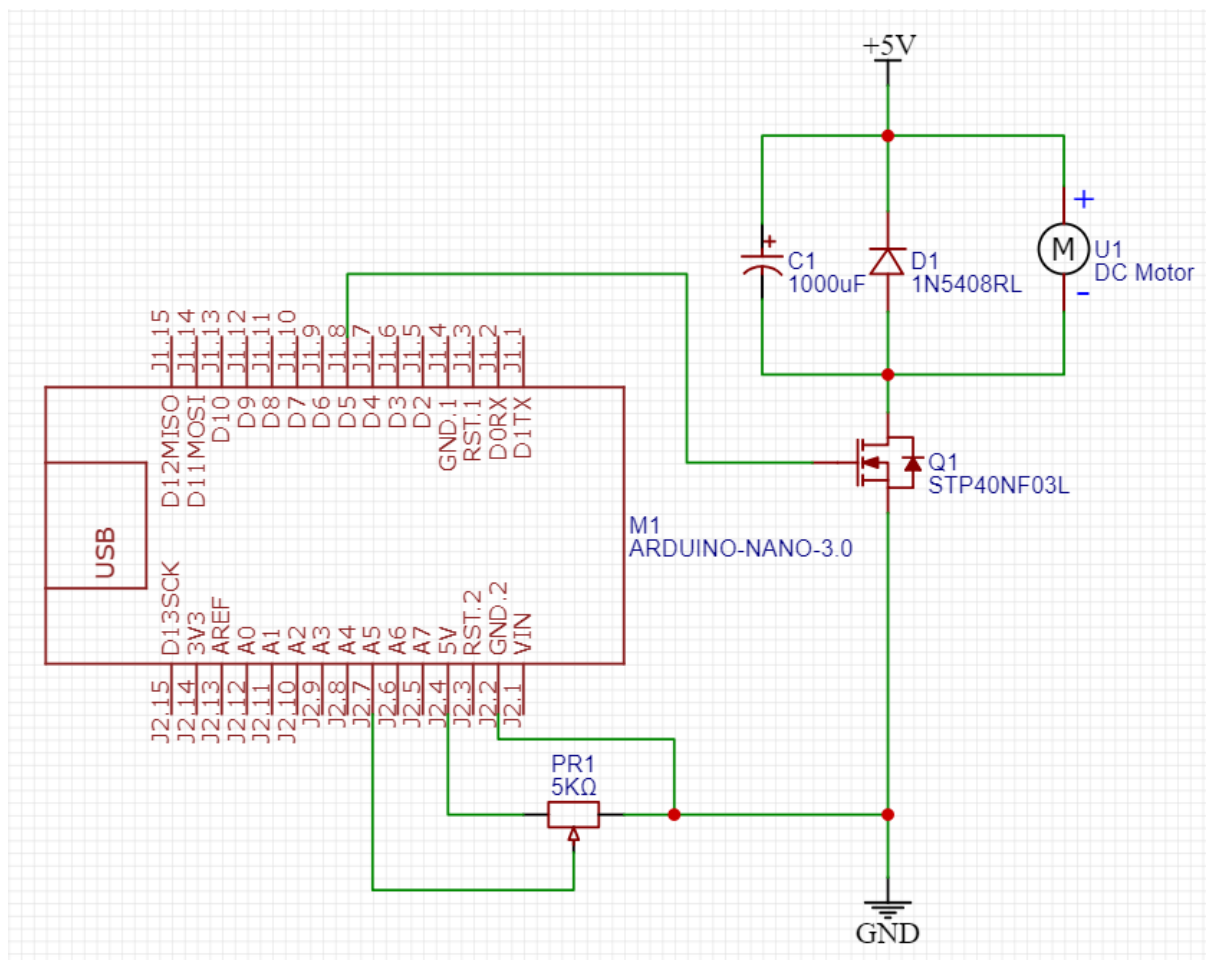 +5V
+
C1
1000uF
D1
1N5408RL
M
U1
DC Motor
-
J1.15
J1.14
J1.13
J1.12
J1.11
J1.10
J1.9
J1.8
J1.7
J1.6
J1.5
J1.4
J1.3
J1.2
J1.1
D12MISO
D11MOSI
D10
D9
D8
D7
D6
D5
D4
D3
D2
GND.1
RST.1
D0RX
D1TX
Q1
STP40NF03L
USB
M1
ARDUINO-NANO-3.0
D13SCK
3V3
AREF
A0
A1
A2
A3
A4
A5
A6
A7
5V
RST.2
GND.2
VIN
J2.15
J2.14
J2.13
J2.12
J2.11
J2.10
J2.9
J2.8
J2.7
J2.6
J2.5
J2.4
J2.3
J2.2
J2.1
PR1
5KΩ
GND